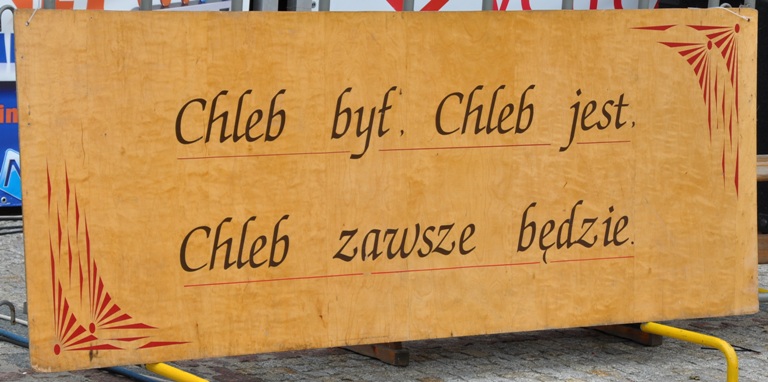 Chleb był, Chleb jest,
Chleb zawsze będzie.